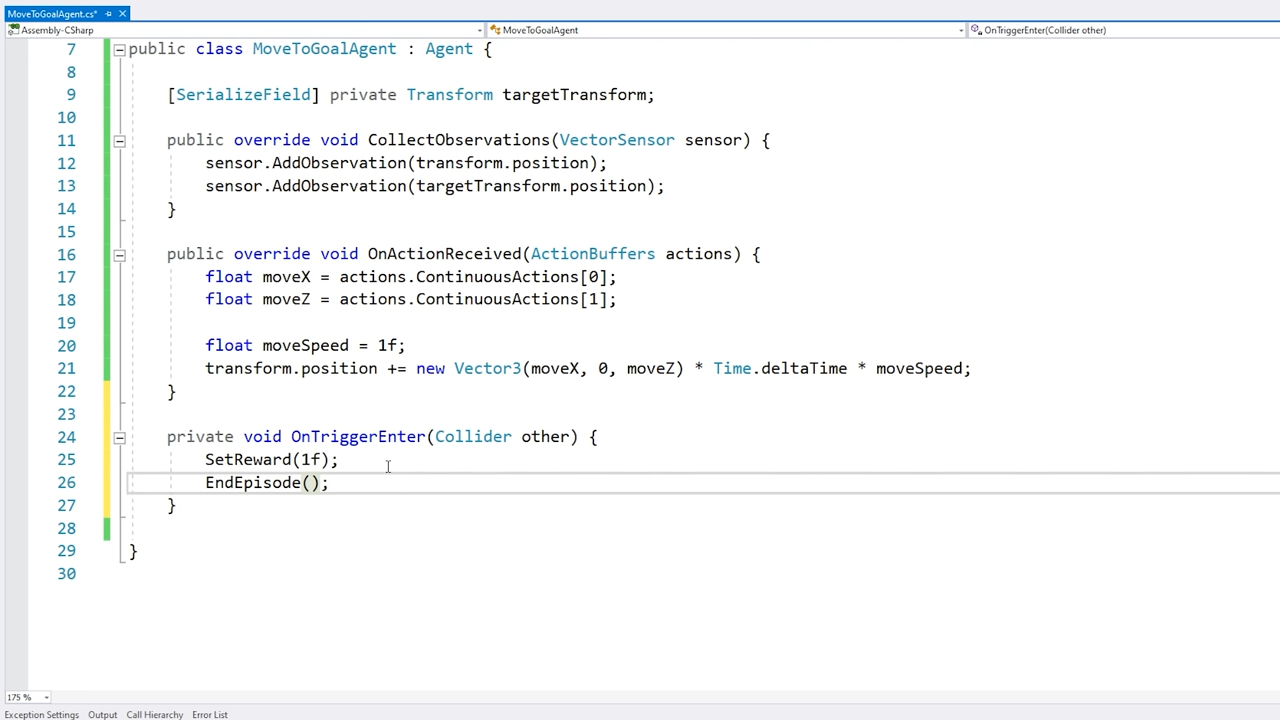 MoveToGoalAgent.cs*
Assembly-CSharp MoveToGoalAgent OnTriggerEnter(Collider other)
7 public class MoveToGoalAgent : Agent {
8
9 [SerializeField] private Transform targetTransform;
10
11 public override void CollectObservations(VectorSensor sensor) {
12 sensor.AddObservation(transform.position);
13 sensor.AddObservation(targetTransform.position);
14 }
15
16 public override void OnActionReceived(ActionBuffers actions) {
17 float moveX = actions.ContinuousActions[0];
18 float moveZ = actions.ContinuousActions[1];
19
20 float moveSpeed = 1f;
21 transform.position += new Vector3(moveX, 0, moveZ) * Time.deltaTime * moveSpeed;
22 }
23
24 private void OnTriggerEnter(Collider other) {
25 SetReward(1f);
26 EndEpisode();
27 }
28
29 }
30
175 %
Exception Settings Output Call Hierarchy Error List